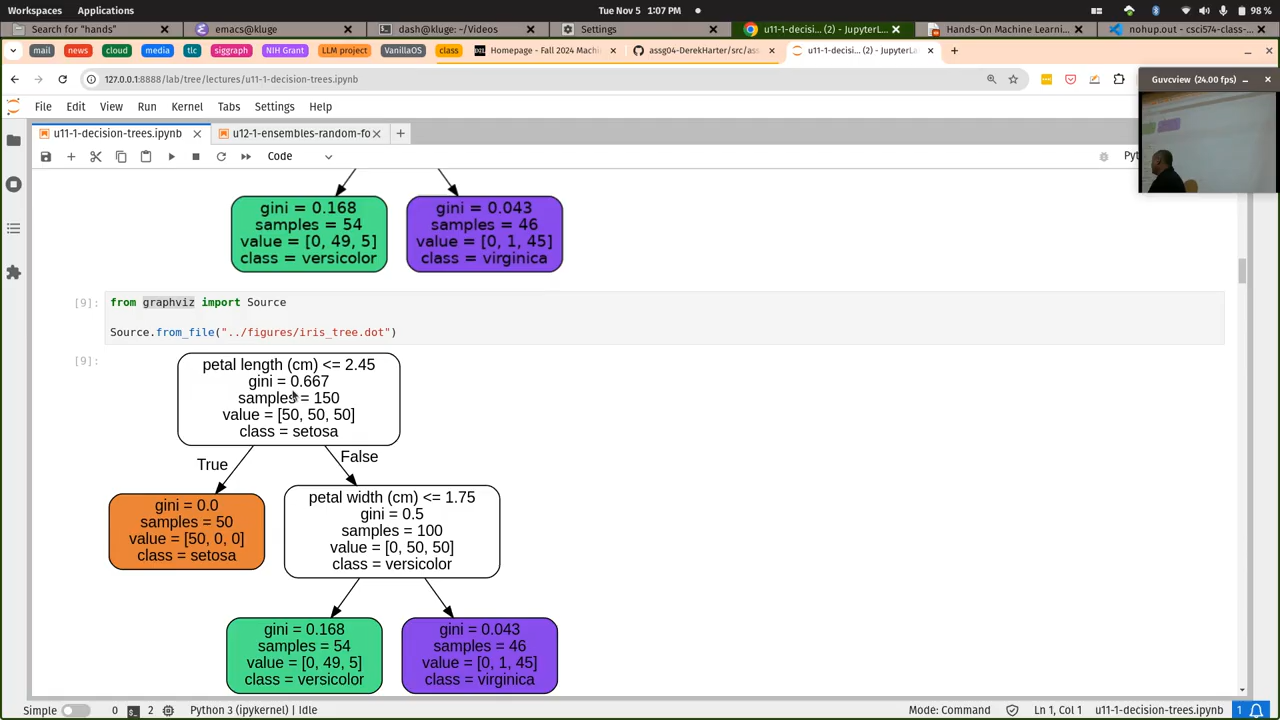 Workspaces Applications Tue Nov 5 1:07 PM 98 %
Search for "hands" emacs@kluge dash@kluge: ~/Videos Settings u11-1-decisi... (2) - JupyterL... Hands-On Machine Learni... nohup.out - csci574-class-...
mail news cloud media tlc siggraph NIH Grant LLM project VanillaOS class Homepage - Fall 2024 Machin assg04-DerekHarter/src/ass u11-1-decision-trees - JupyterL
127.0.0.1:8888/lab/tree/lectures/u11-1-decision-trees.ipynb
Guvcview (24.00 fps)
File Edit View Run Kernel Tabs Settings Help
u11-1-decision-trees.ipynb u12-1-ensembles-random-fo
Code Pyt
gini = 0.168
samples = 54
value = [0, 49, 5]
class = versicolor
gini = 0.043
samples = 46
value = [0, 1, 45]
class = virginica
[9]: from graphviz import Source
Source.from_file("../figures/iris_tree.dot")
[9]:
petal length (cm) <= 2.45
gini = 0.667
samples = 150
value = [50, 50, 50]
class = setosa
True
False
gini = 0.0
samples = 50
value = [50, 0, 0]
class = setosa
petal width (cm) <= 1.75
gini = 0.5
samples = 100
value = [0, 50, 50]
class = versicolor
gini = 0.168
samples = 54
value = [0, 49, 5]
class = versicolor
gini = 0.043
samples = 46
value = [0, 1, 45]
class = virginica
Simple 0 2 Python 3 (ipykernel) | Idle Mode: Command Ln 1, Col 1 u11-1-decision-trees.ipynb 1